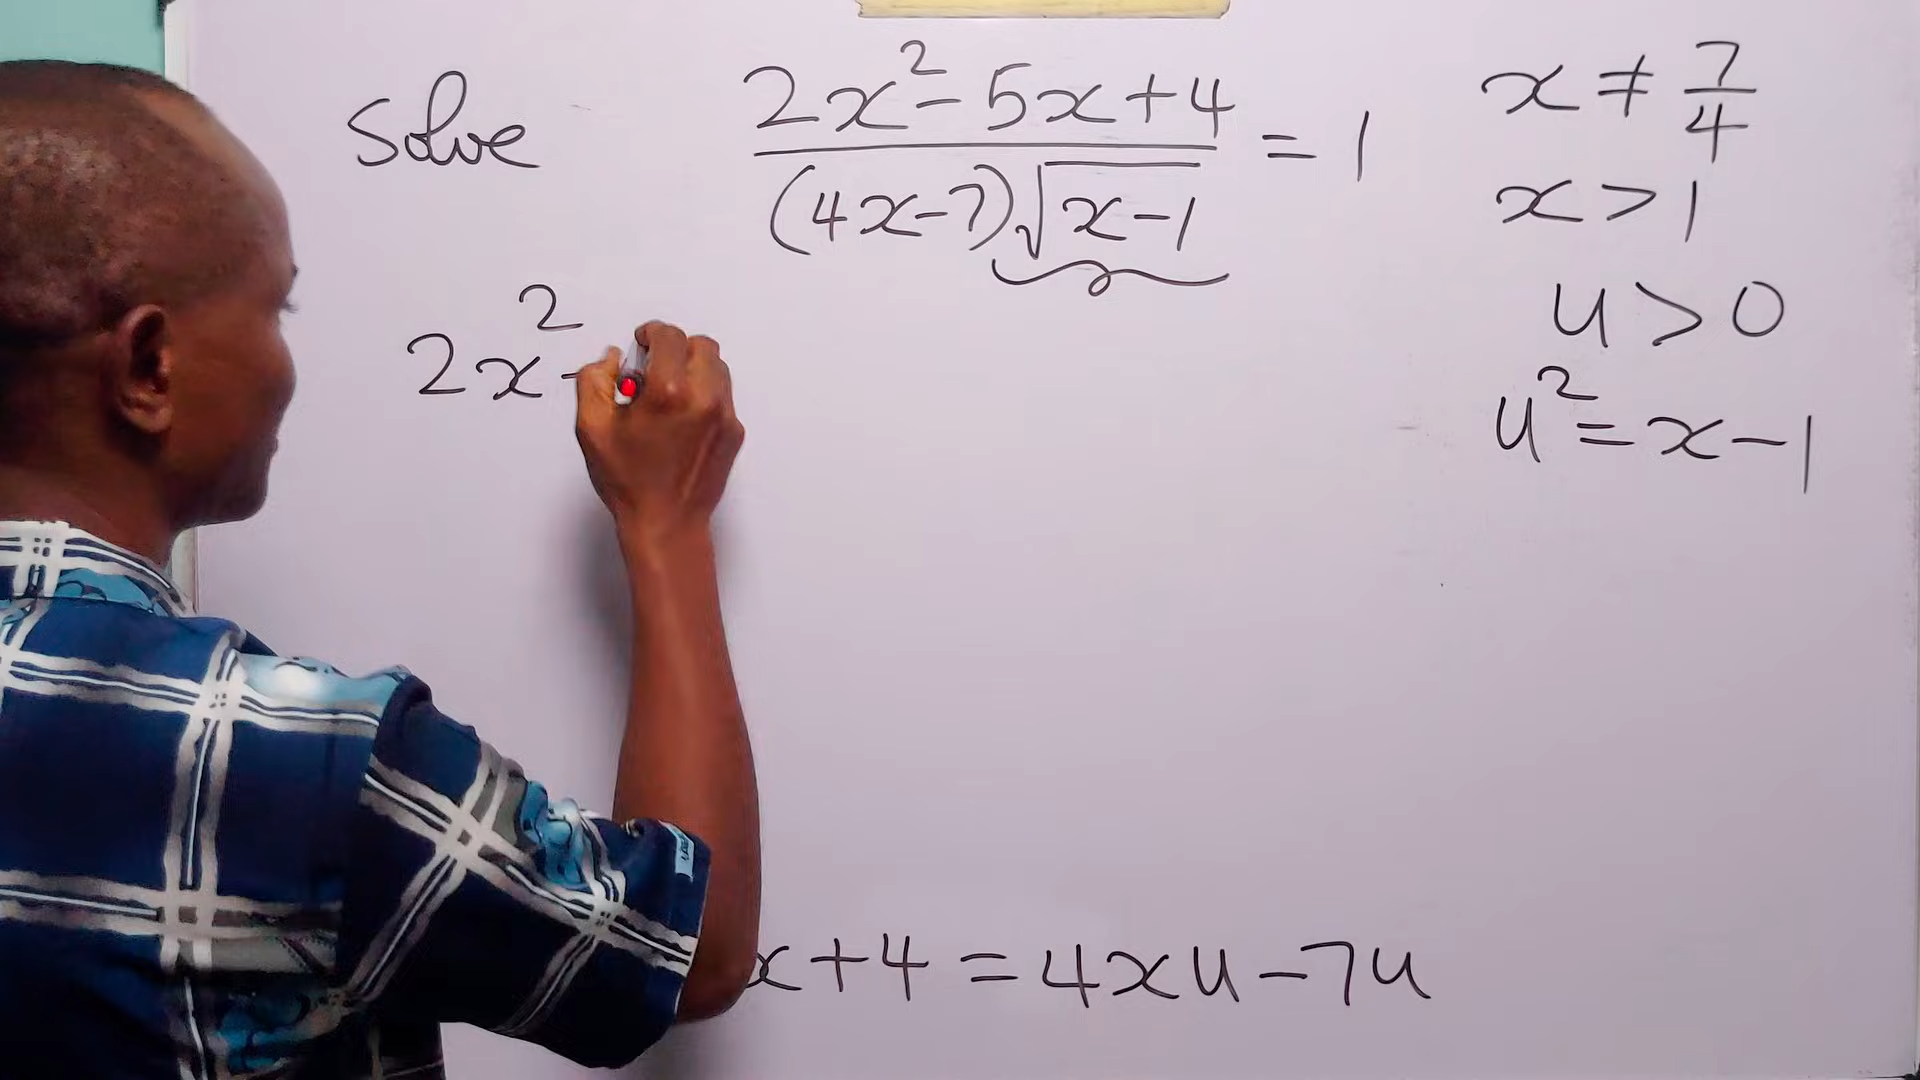 Solve (2x² - 5x + 4) / ((4x - 7)√(x - 1)) = 1
x ≠ 7/4
x > 1
u > 0
u² = x - 1
2x² -
x + 4 = 4xu - 7u